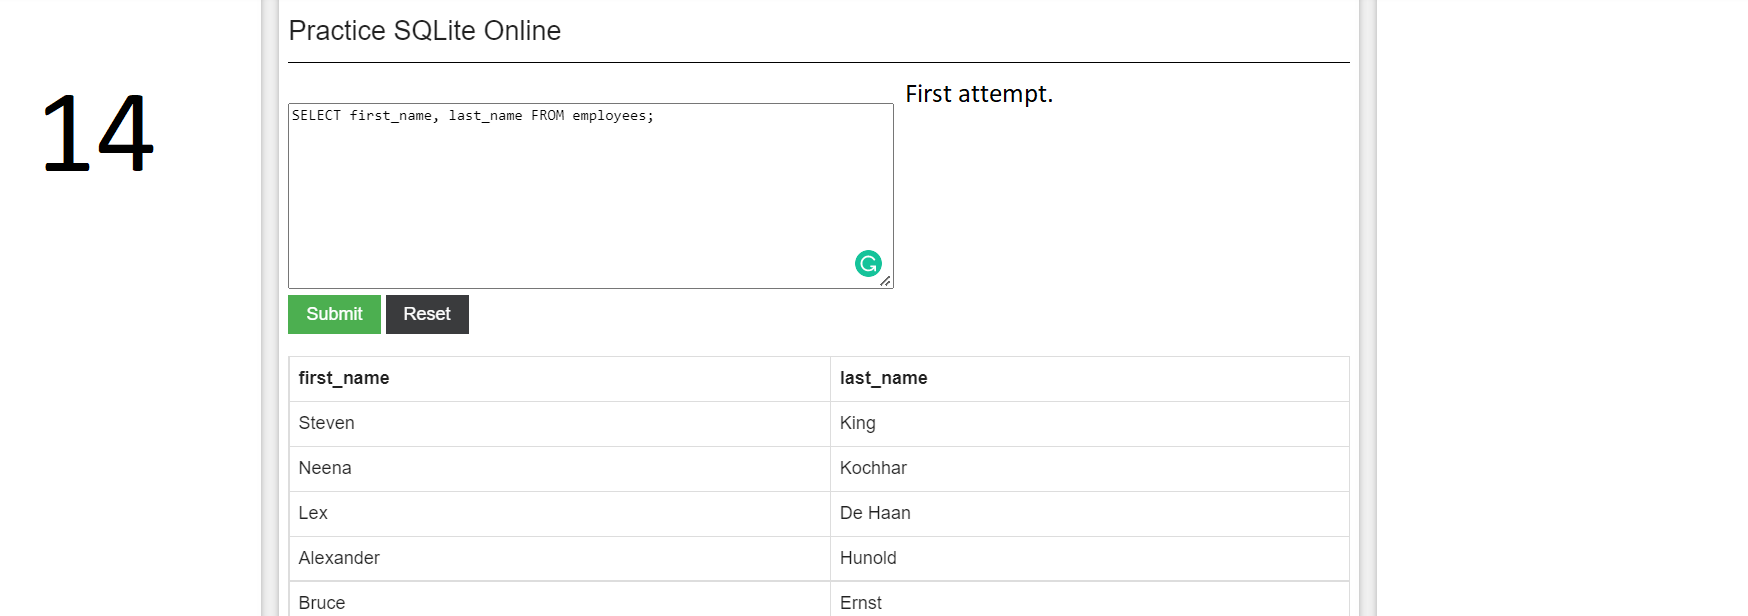 Practice SQLite Online
14
First attempt.
SELECT first_name, last_name FROM employees;
Submit Reset
first_name last_name
Steven King
Neena Kochhar
Lex De Haan
Alexander Hunold
Bruce Ernst